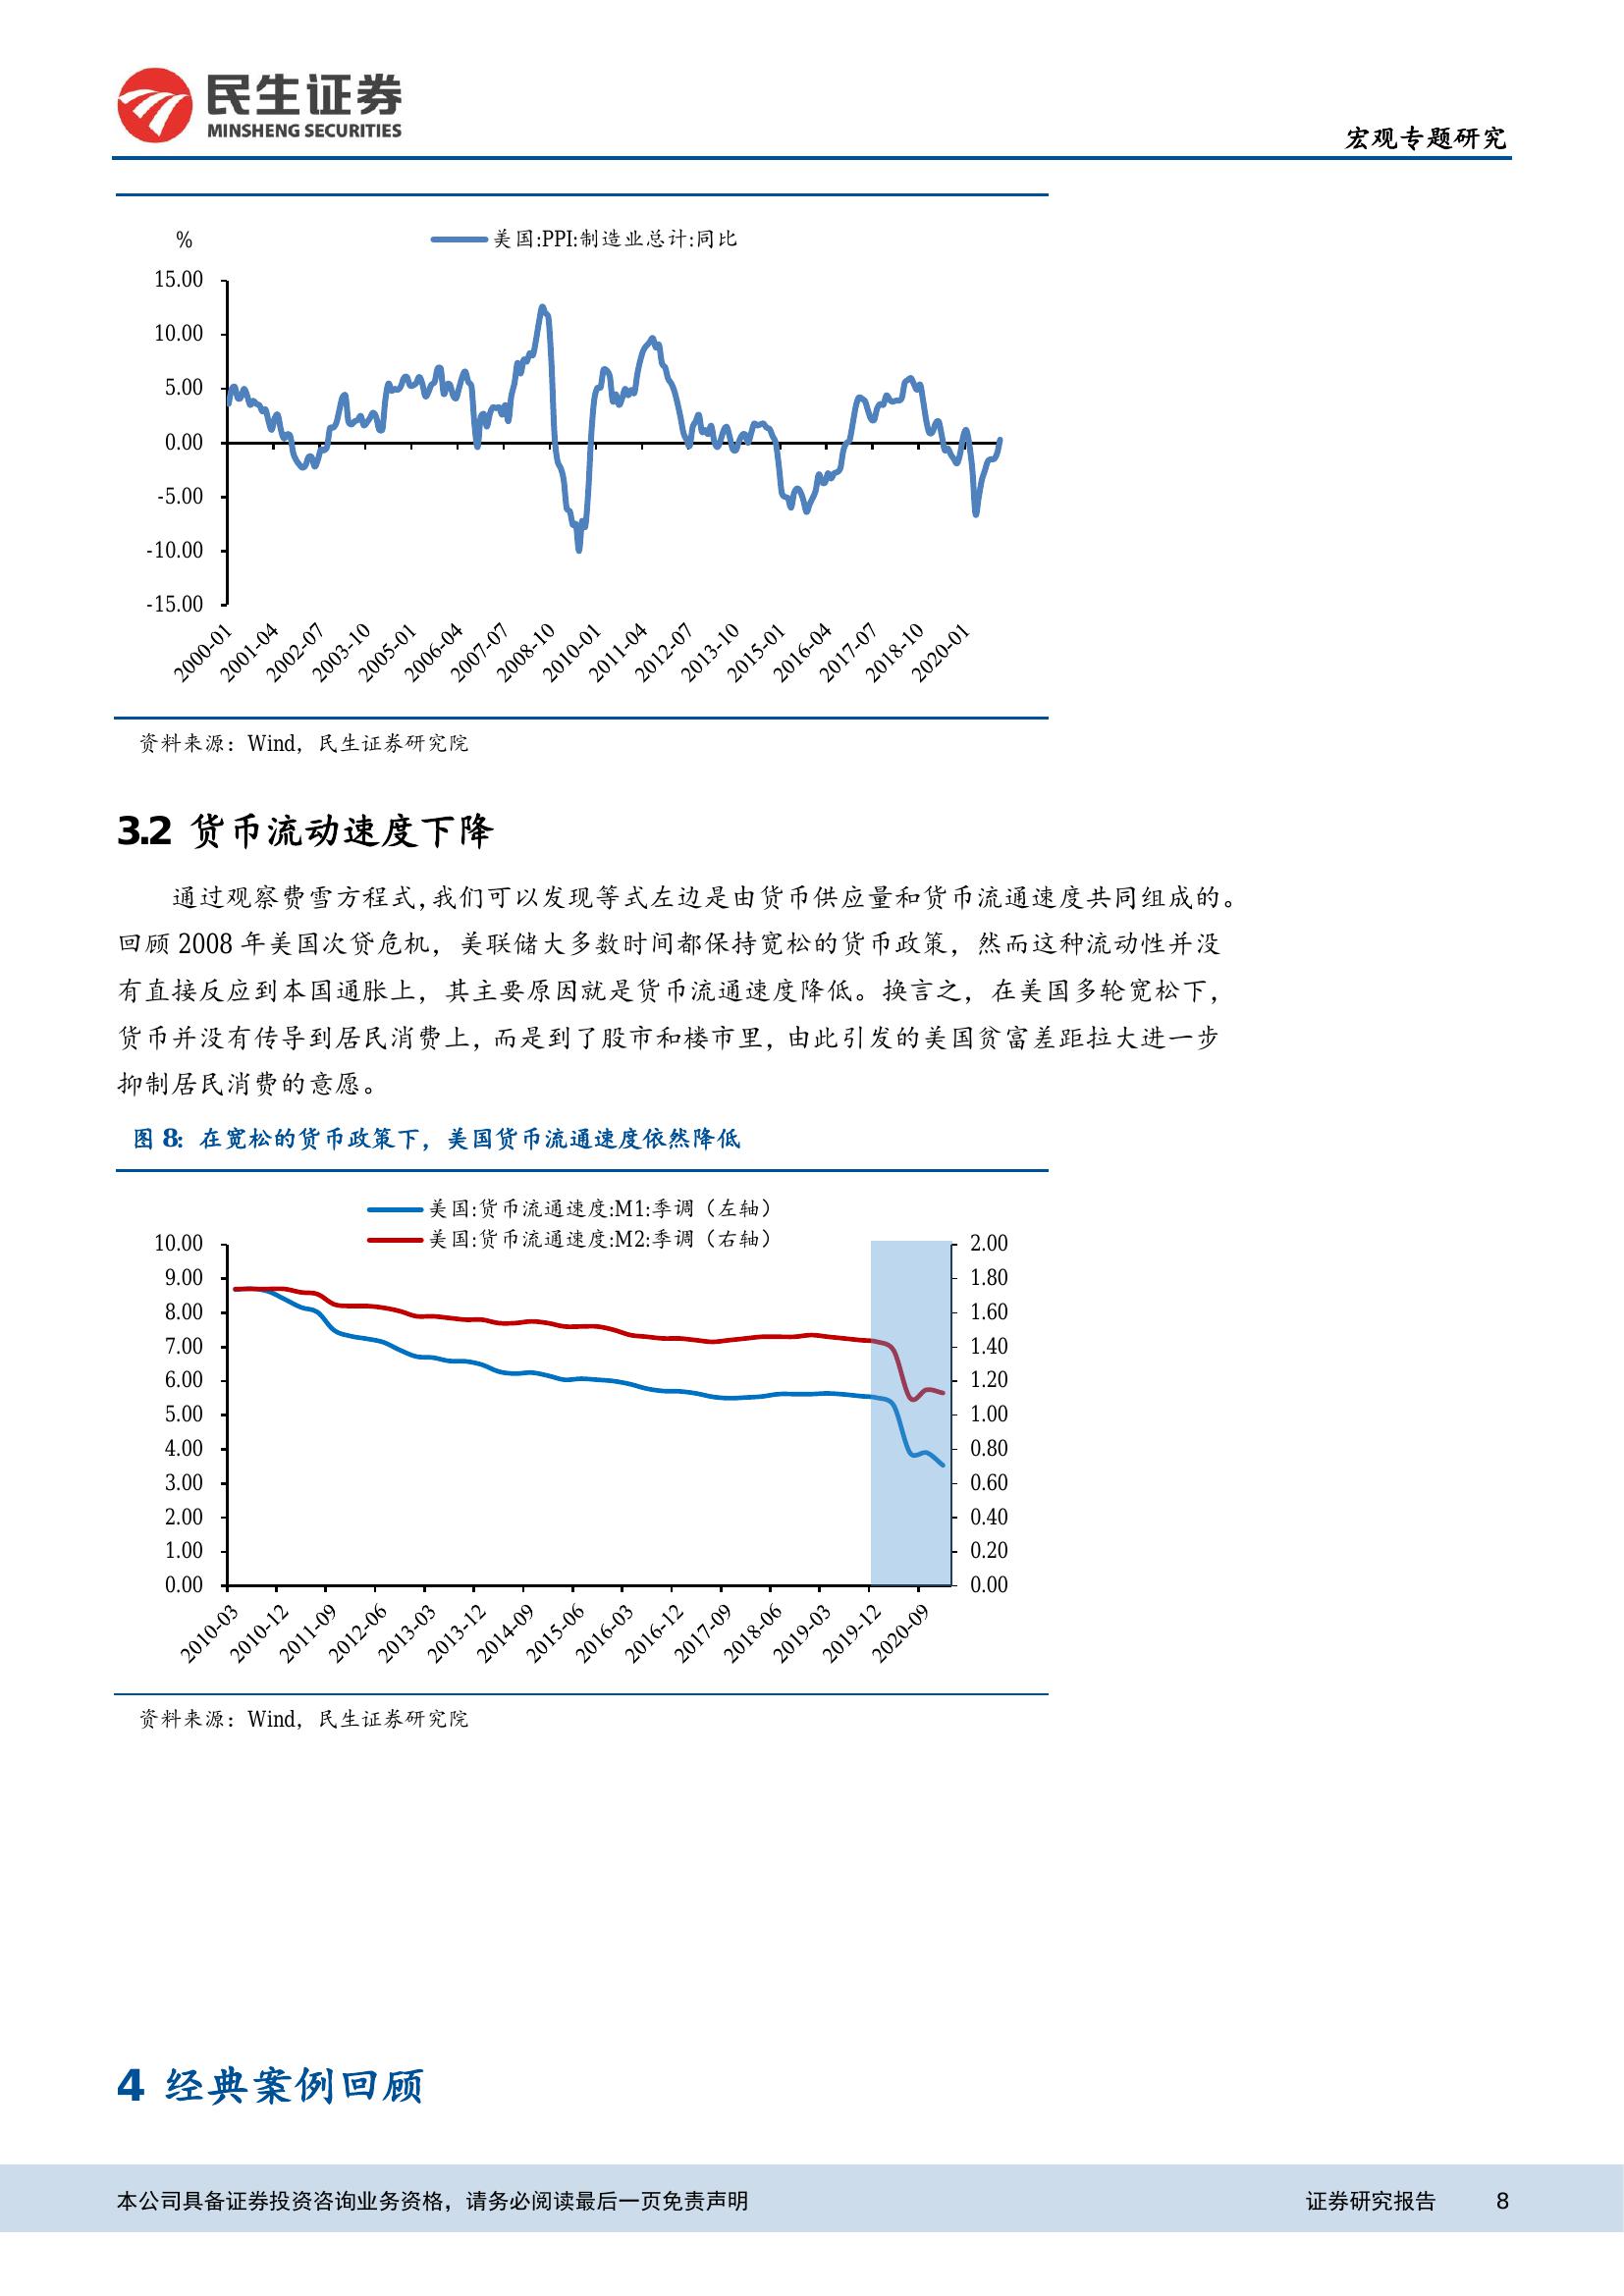 民生证券
MINSHENG SECURITIES
宏观专题研究
% 美国:PPI:制造业总计:同比
15.00
10.00
5.00
0.00
-5.00
-10.00
-15.00
2000-01 2001-04 2002-07 2003-10 2005-01 2006-04 2007-07 2008-10 2010-01 2011-04 2012-07 2013-10 2015-01 2016-04 2017-07 2018-10 2020-01
资料来源：Wind，民生证券研究院
3.2 货币流动速度下降
通过观察费雪方程式，我们可以发现等式左边是由货币供应量和货币流通速度共同组成的。
回顾 2008 年美国次贷危机，美联储大多数时间都保持宽松的货币政策，然而这种流动性并没
有直接反应到本国通胀上，其主要原因就是货币流通速度降低。换言之，在美国多轮宽松下，
货币并没有传导到居民消费上，而是到了股市和楼市里，由此引发的美国贫富差距拉大进一步
抑制居民消费的意愿。
图 8：在宽松的货币政策下，美国货币流通速度依然降低
美国:货币流通速度:M1:季调（左轴）
美国:货币流通速度:M2:季调（右轴）
10.00 2.00
9.00 1.80
8.00 1.60
7.00 1.40
6.00 1.20
5.00 1.00
4.00 0.80
3.00 0.60
2.00 0.40
1.00 0.20
0.00 0.00
2010-03 2010-12 2011-09 2012-06 2013-03 2013-12 2014-09 2015-06 2016-03 2016-12 2017-09 2018-06 2019-03 2019-12 2020-09
资料来源：Wind，民生证券研究院
4 经典案例回顾
本公司具备证券投资咨询业务资格，请务必阅读最后一页免责声明 证券研究报告 8